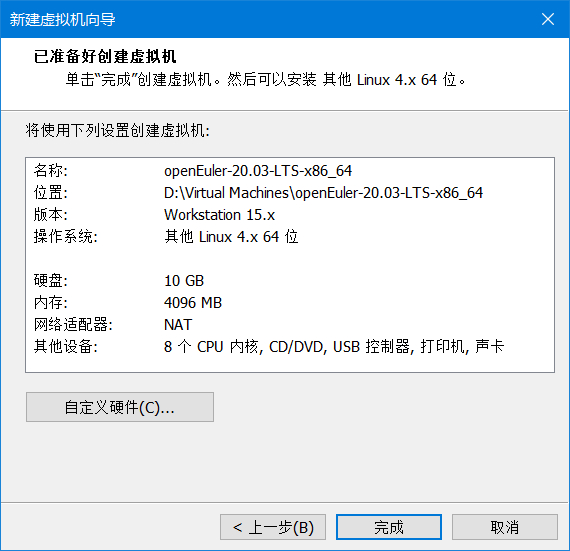 新建虚拟机向导
已准备好创建虚拟机
单击“完成”创建虚拟机。然后可以安装 其他 Linux 4.x 64 位。
将使用下列设置创建虚拟机:
名称: openEuler-20.03-LTS-x86_64
位置: D:\Virtual Machines\openEuler-20.03-LTS-x86_64
版本: Workstation 15.x
操作系统: 其他 Linux 4.x 64 位
硬盘: 10 GB
内存: 4096 MB
网络适配器: NAT
其他设备: 8 个 CPU 内核, CD/DVD, USB 控制器, 打印机, 声卡
自定义硬件(C)...
< 上一步(B) 完成 取消